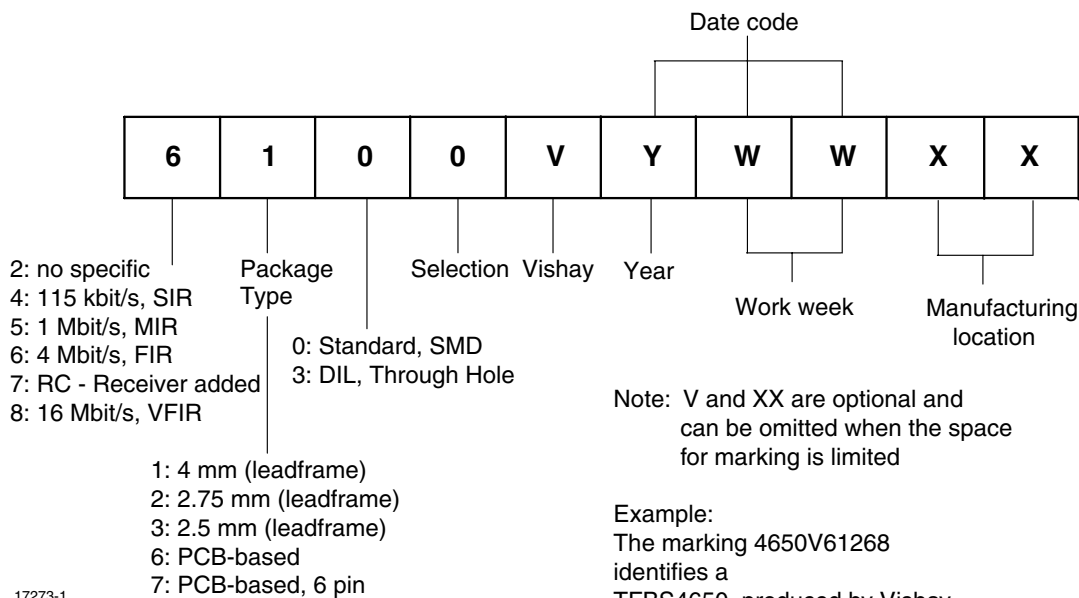 Date code
6 1 0 0 V Y W W X X
2: no specific
4: 115 kbit/s, SIR
5: 1 Mbit/s, MIR
6: 4 Mbit/s, FIR
7: RC - Receiver added
8: 16 Mbit/s, VFIR
Package
Type
1: 4 mm (leadframe)
2: 2.75 mm (leadframe)
3: 2.5 mm (leadframe)
6: PCB-based
7: PCB-based, 6 pin
0: Standard, SMD
3: DIL, Through Hole
Selection
Vishay
Year
Work week
Manufacturing
location
Note: V and XX are optional and
can be omitted when the space
for marking is limited
Example:
The marking 4650V61268
identifies a
TFBS4650, produced by Vishay
17273-1